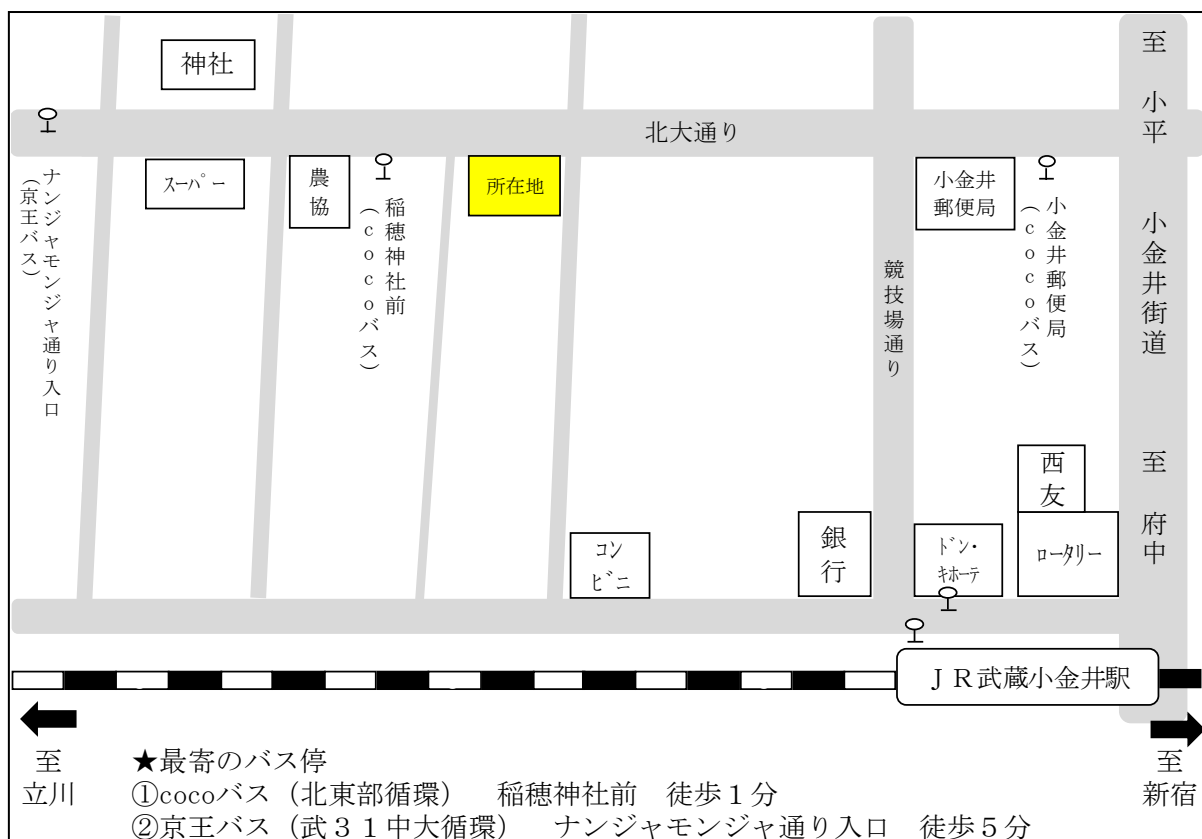 神社
至 小平
北大通り
スーパー
農協
所在地
小金井
郵便局
ナンジャモンジャ通り入口
（京王バス）
稲穂神社前
（cocoバス）
小金井郵便局
（cocoバス）
小金井街道
競技場通り
西友
至 府中
コン
ビニ
銀行
ドン・
キホーテ
ロータリー
ＪＲ武蔵小金井駅
至
立川
至
新宿
★最寄のバス停
①cocoバス（北東部循環） 稲穂神社前 徒歩１分
②京王バス（武３１中大循環） ナンジャモンジャ通り入口 徒歩５分